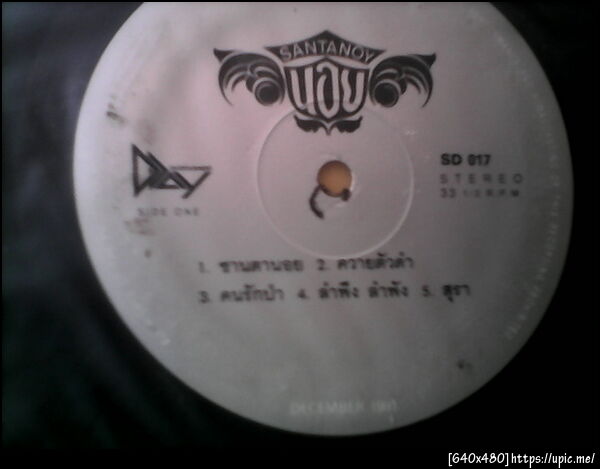 SANTANOY
นอย
SD 017
STEREO
33 1/3 R.P.M
SIDE ONE
1. ซานตานอย 2. ควายตัวดำ
3. คนรักป่า 4. ลำพึง ลำพัง 5. สุรา
DECEMBER
[640x480]https://upic.me/